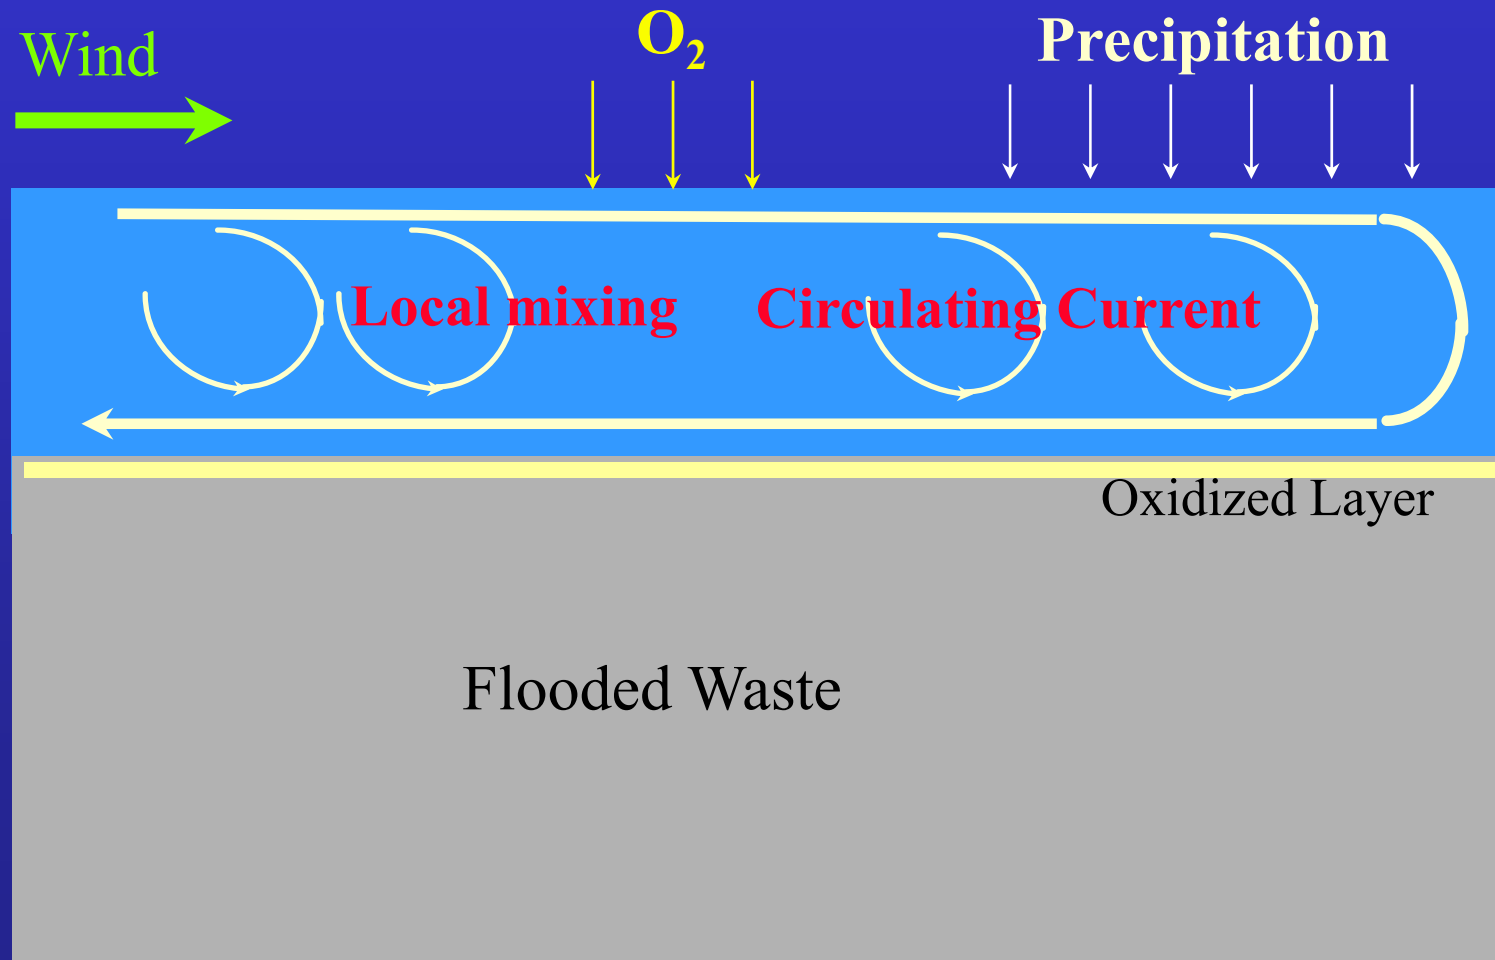 Wind
O₂
Precipitation
Local mixing
Circulating Current
Oxidized Layer
Flooded Waste